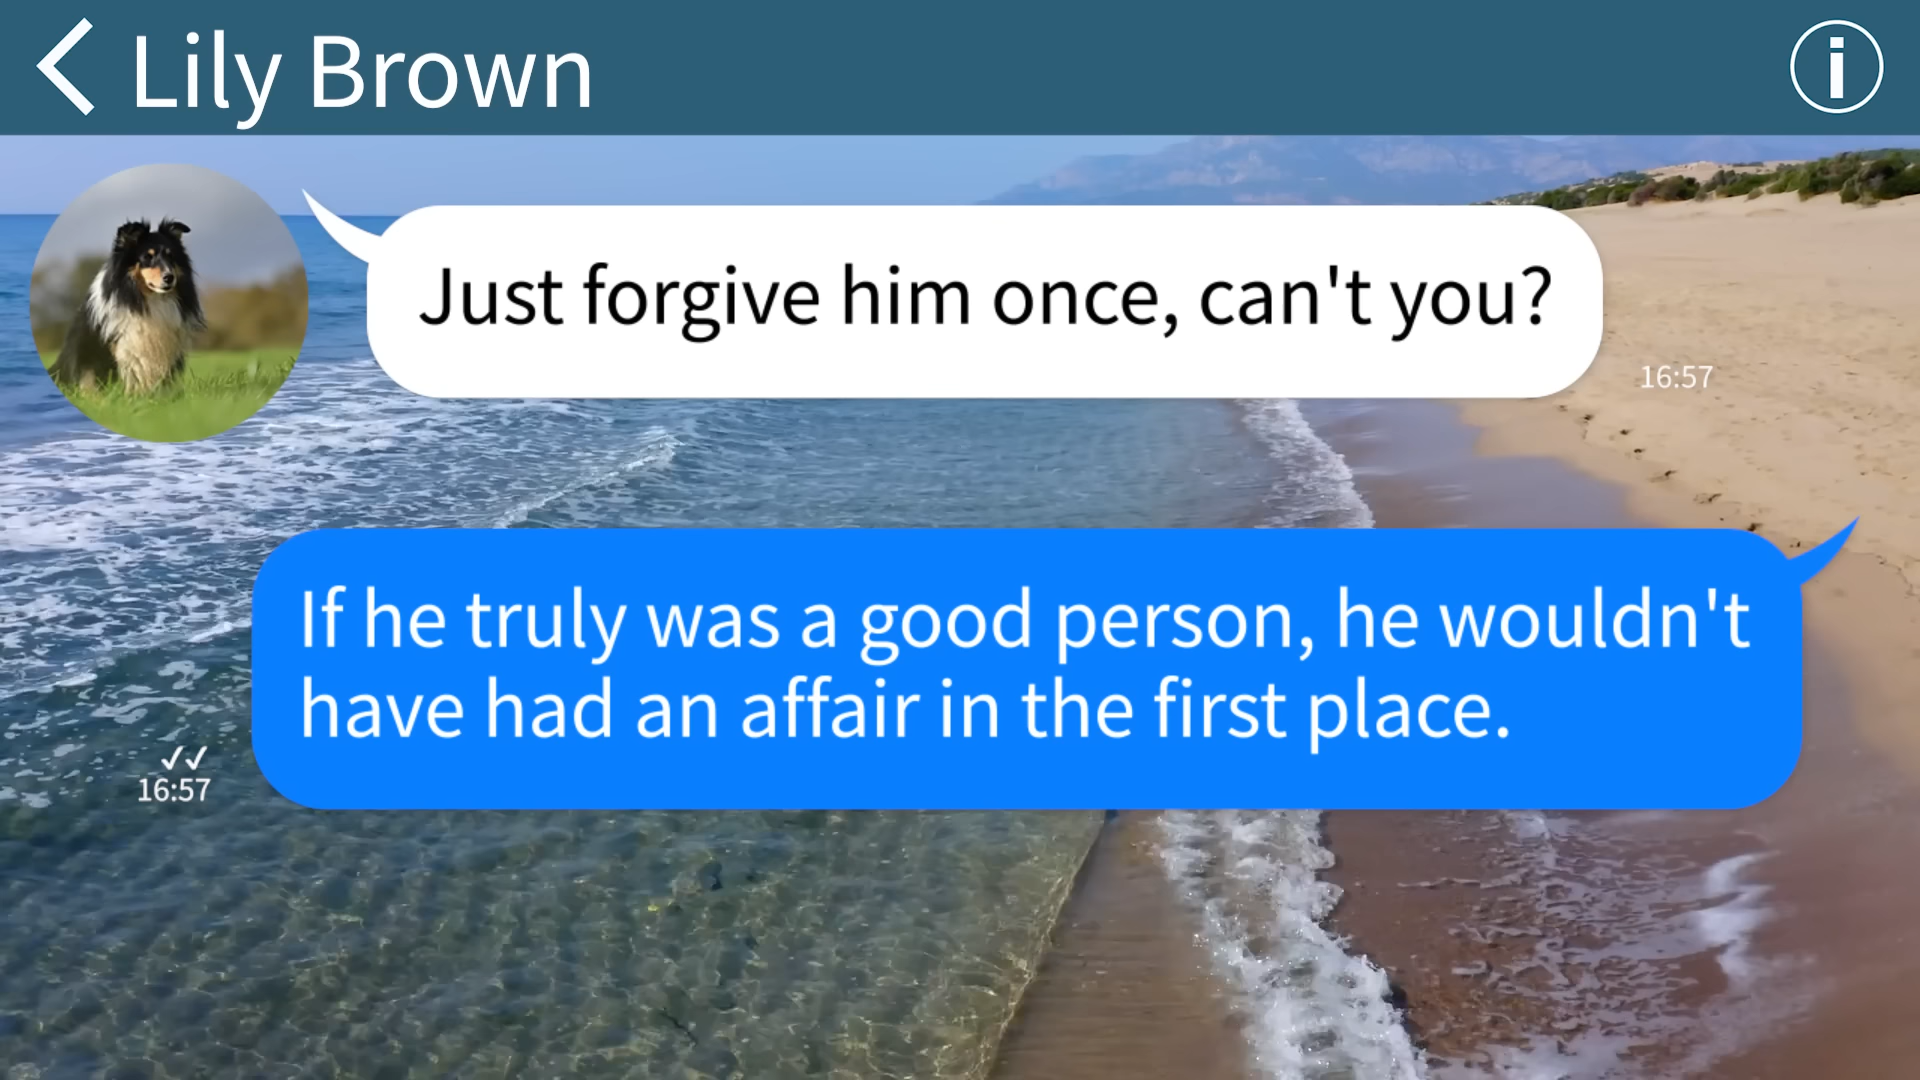 Lily Brown
Just forgive him once, can't you?
16:57
If he truly was a good person, he wouldn't
have had an affair in the first place.
16:57